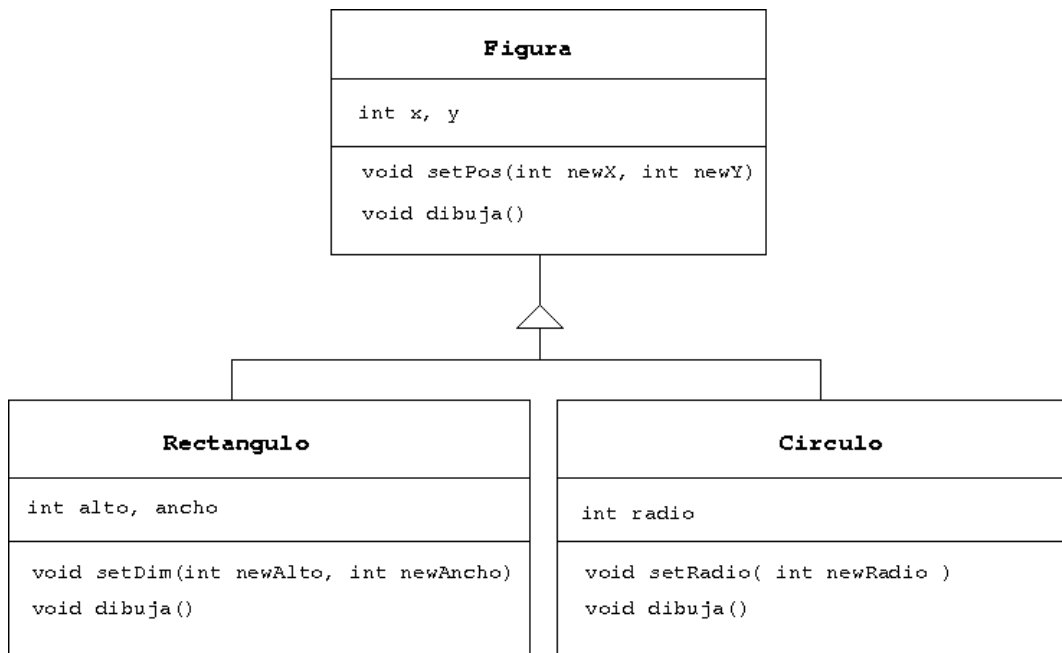 Figura
int x, y
void setPos(int newX, int newY)
void dibuja()
Rectangulo
int alto, ancho
void setDim(int newAlto, int newAncho)
void dibuja()
Circulo
int radio
void setRadio( int newRadio )
void dibuja()